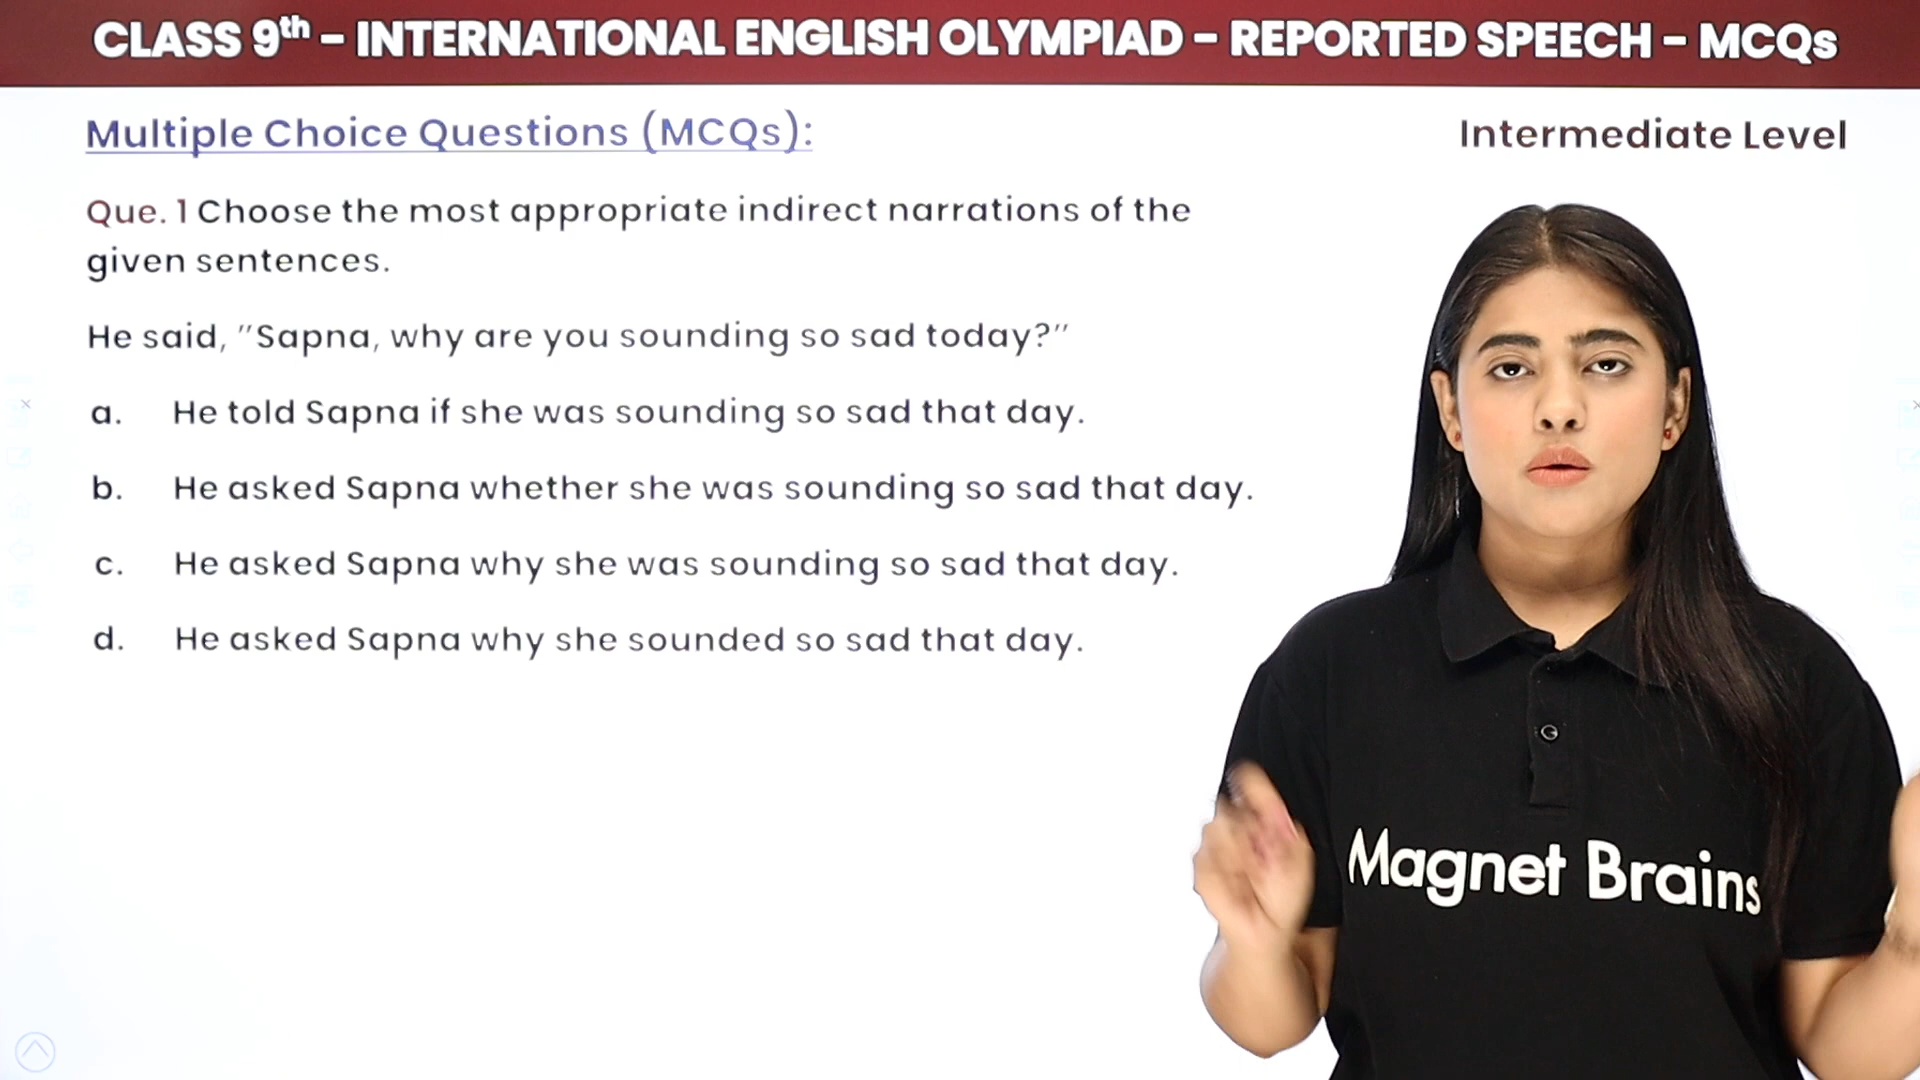 CLASS 9th - INTERNATIONAL ENGLISH OLYMPIAD - REPORTED SPEECH - MCQs
Multiple Choice Questions (MCQs):
Intermediate Level
Que. 1 Choose the most appropriate indirect narrations of the
given sentences.
He said, "Sapna, why are you sounding so sad today?"
a. He told Sapna if she was sounding so sad that day.
b. He asked Sapna whether she was sounding so sad that day.
c. He asked Sapna why she was sounding so sad that day.
d. He asked Sapna why she sounded so sad that day.
Magnet Brains